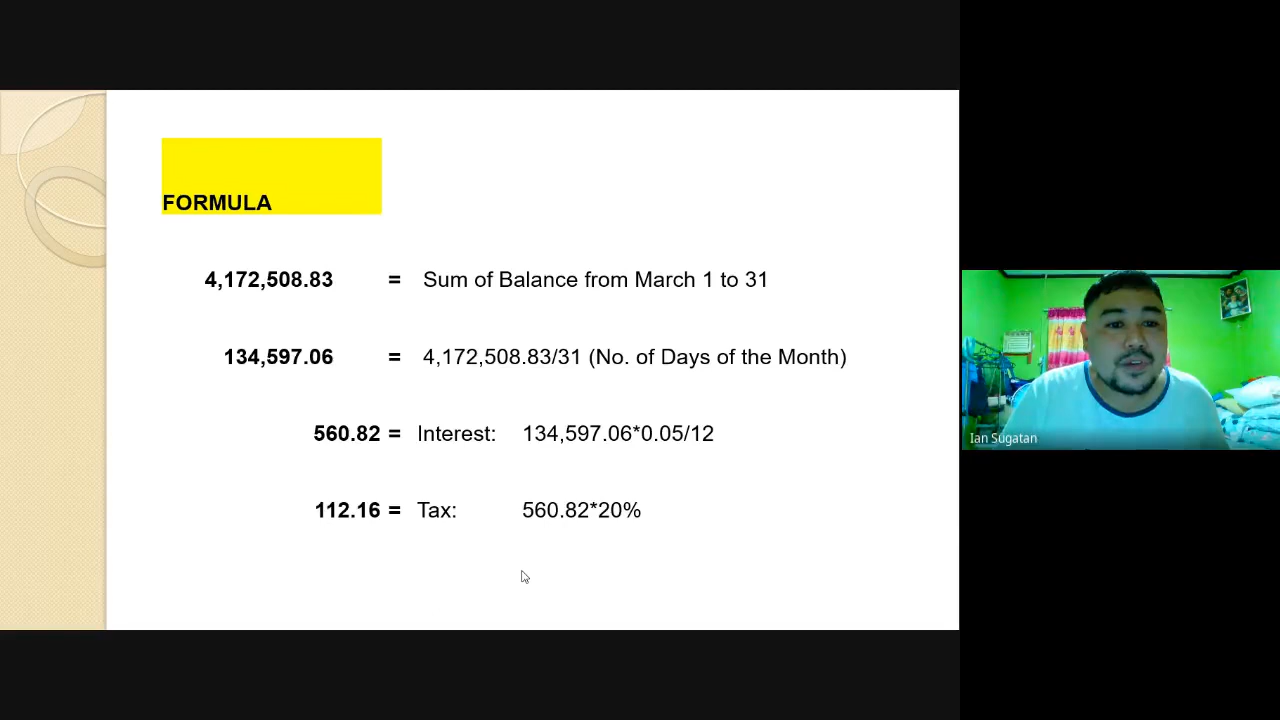 FORMULA
4,172,508.83 = Sum of Balance from March 1 to 31
134,597.06 = 4,172,508.83/31 (No. of Days of the Month)
560.82 = Interest: 134,597.06*0.05/12
112.16 = Tax: 560.82*20%
Ian Sugatan